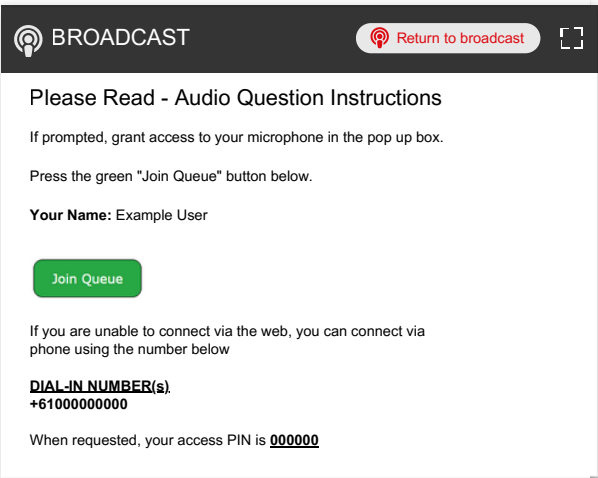 BROADCAST
Return to broadcast
Please Read - Audio Question Instructions
If prompted, grant access to your microphone in the pop up box.
Press the green "Join Queue" button below.
Your Name: Example User
Join Queue
If you are unable to connect via the web, you can connect via
phone using the number below
DIAL-IN NUMBER(s)
+61000000000
When requested, your access PIN is 000000